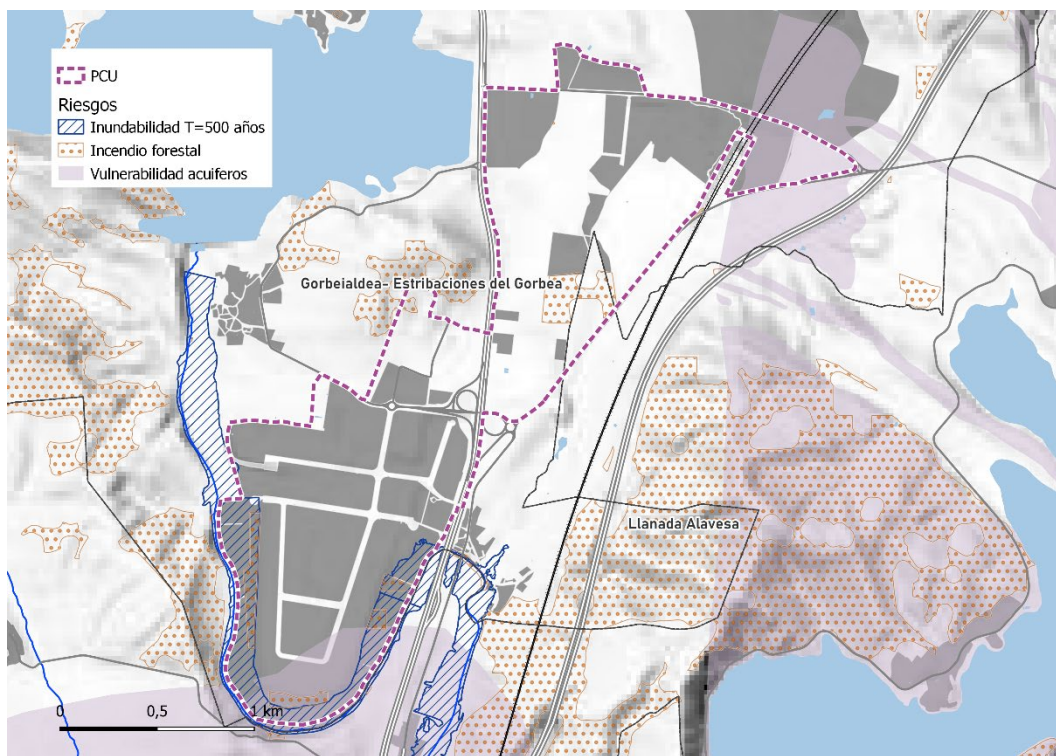 PCU
Riesgos
Inundabilidad T=500 años
Incendio forestal
Vulnerabilidad acuiferos
Gorbeialdea- Estribaciones del Gorbea
Llanada Alavesa
0 0,5 1 km